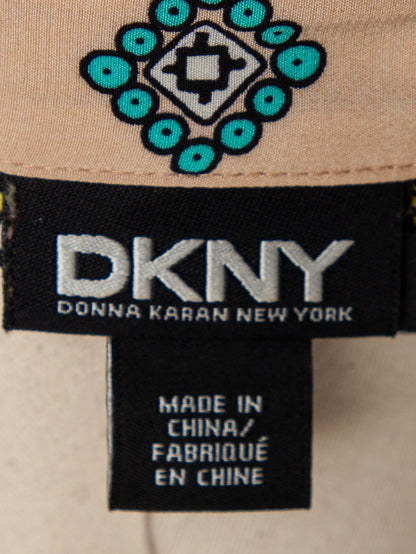 DKNY
DONNA KARAN NEW YORK
MADE IN
CHINA/
FABRIQUÉ
EN CHINE